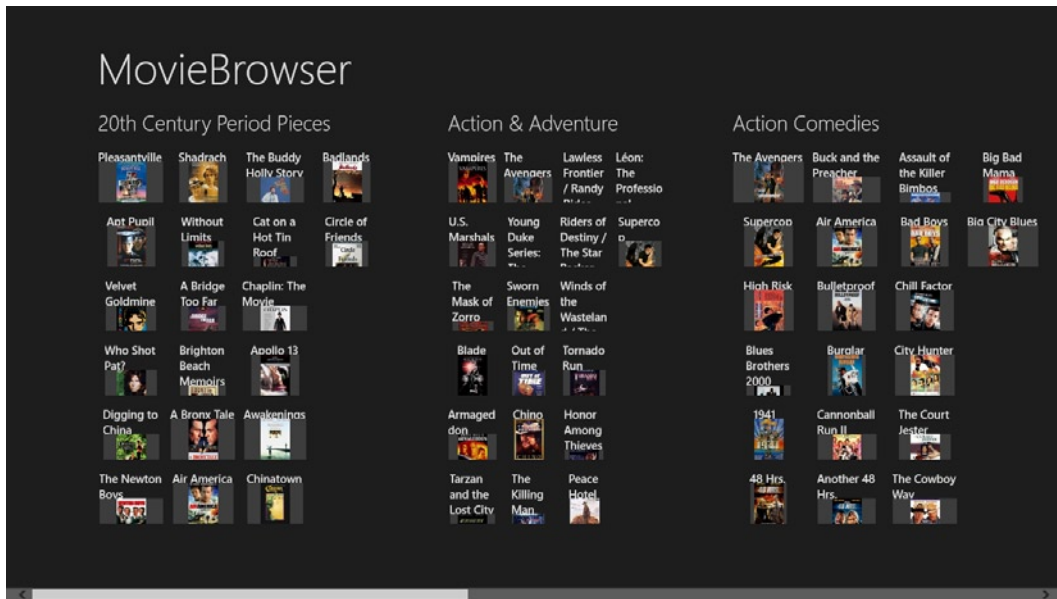 MovieBrowser
20th Century Period Pieces
Pleasantville
Shadrach
The Buddy
Holly Story
Badlands
Apt Pupil
Without
Limits
Cat on a
Hot Tin
Roof
Circle of
Friends
Velvet
Goldmine
A Bridge
Too Far
Chaplin: The
Movie
Who Shot
Pat?
Brighton
Beach
Memoirs
Apollo 13
Digging to
China
A Bronx Tale
Awakenings
The Newton
Boys
Air America
Chinatown
Action & Adventure
Vampires
The
Avengers
Lawless
Frontier
/ Randy
Rides
Léon:
The
Professio
nal
U.S.
Marshals
Young
Duke
Series:
The
Riders of
Destiny /
The Star
Packer
Superco
p
The
Mask of
Zorro
Sworn
Enemies
Winds of
the
Wastelan
d / The
Blade
Out of
Time
Tornado
Run
Armaged
don
Chino
Honor
Among
Thieves
Tarzan
and the
Lost City
The
Killing
Man
Peace
Hotel
Action Comedies
The Avengers
Buck and the
Preacher
Assault of
the Killer
Bimbos
Big Bad
Mama
Supercop
Air America
Bad Boys
Big City Blues
High Risk
Bulletproof
Chill Factor
Blues
Brothers
2000
Burglar
City Hunter
1941
Cannonball
Run II
The Court
Jester
48 Hrs.
Another 48
Hrs.
The Cowboy
Way